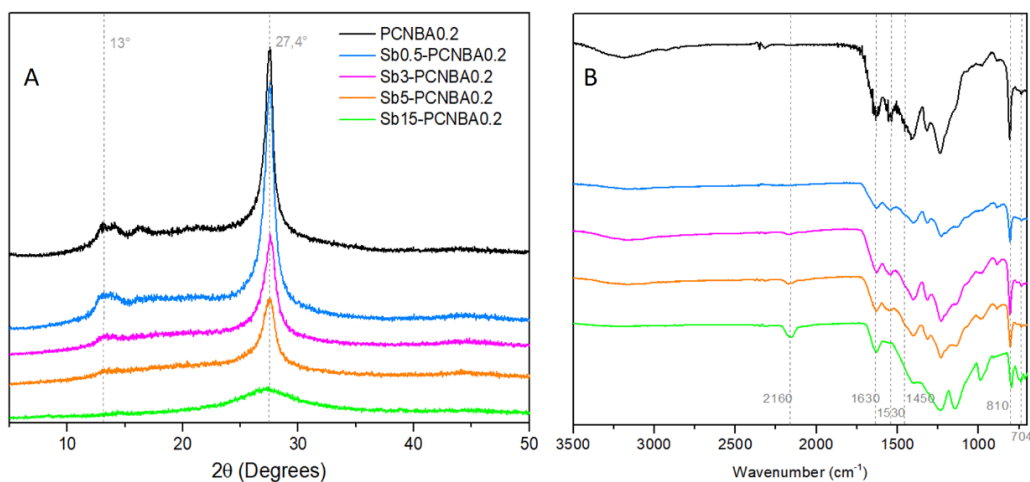 A
13°
27,4°
PCNBA0.2
Sb0.5-PCNBA0.2
Sb3-PCNBA0.2
Sb5-PCNBA0.2
Sb15-PCNBA0.2
10 20 30 40 50
2θ (Degrees)
B
2160
1630
1530
1450
810
704
3500 3000 2500 2000 1500 1000
Wavenumber (cm⁻¹)